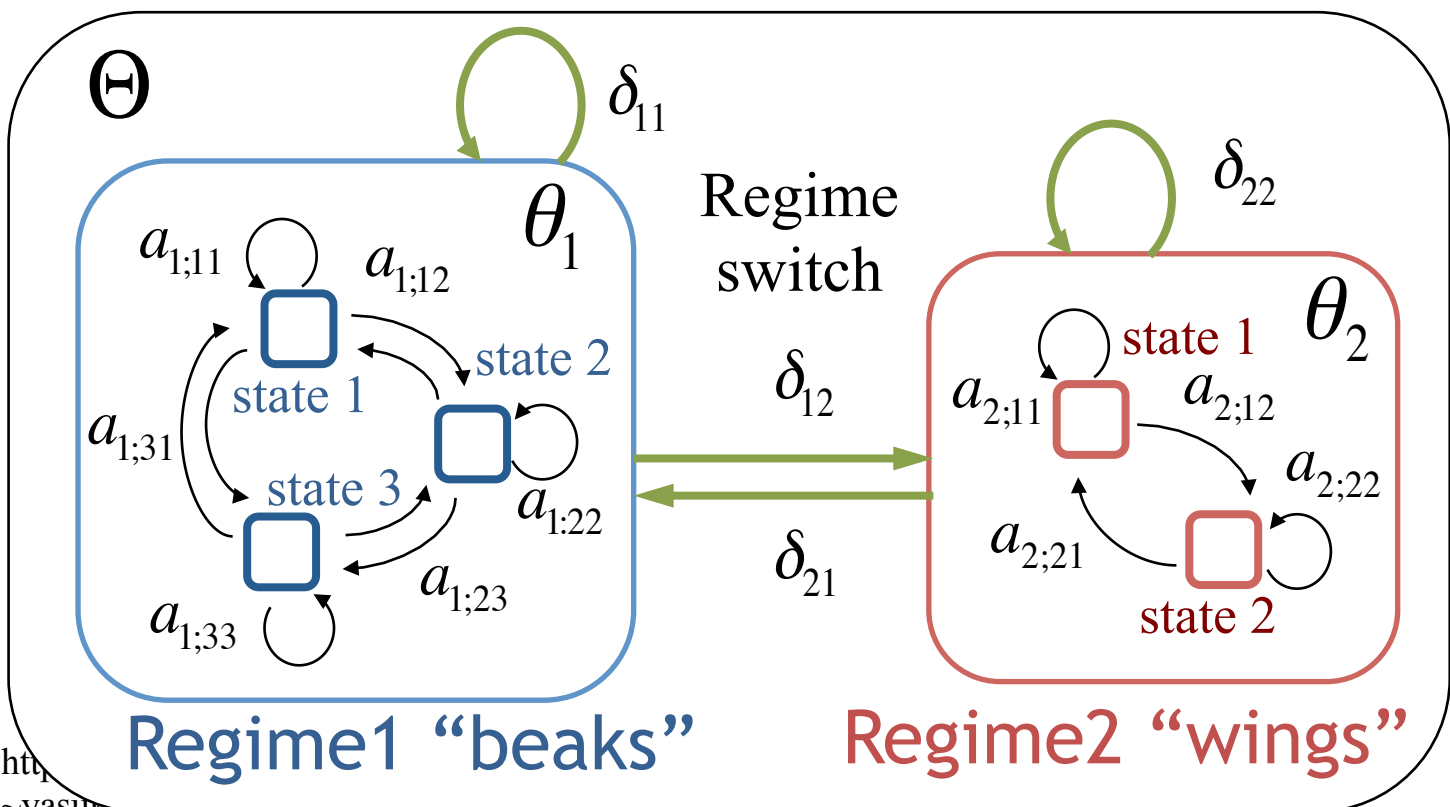 Θ
δ11
θ1
Regime
switch
δ22
a1;11
a1;12
θ2
state 1
state 2
state 1
a1;31
δ12
a2;11
a2;12
state 3
a1:22
a2;22
a2;21
δ21
a1;23
a1;33
state 2
Regime1 “beaks”
Regime2 “wings”